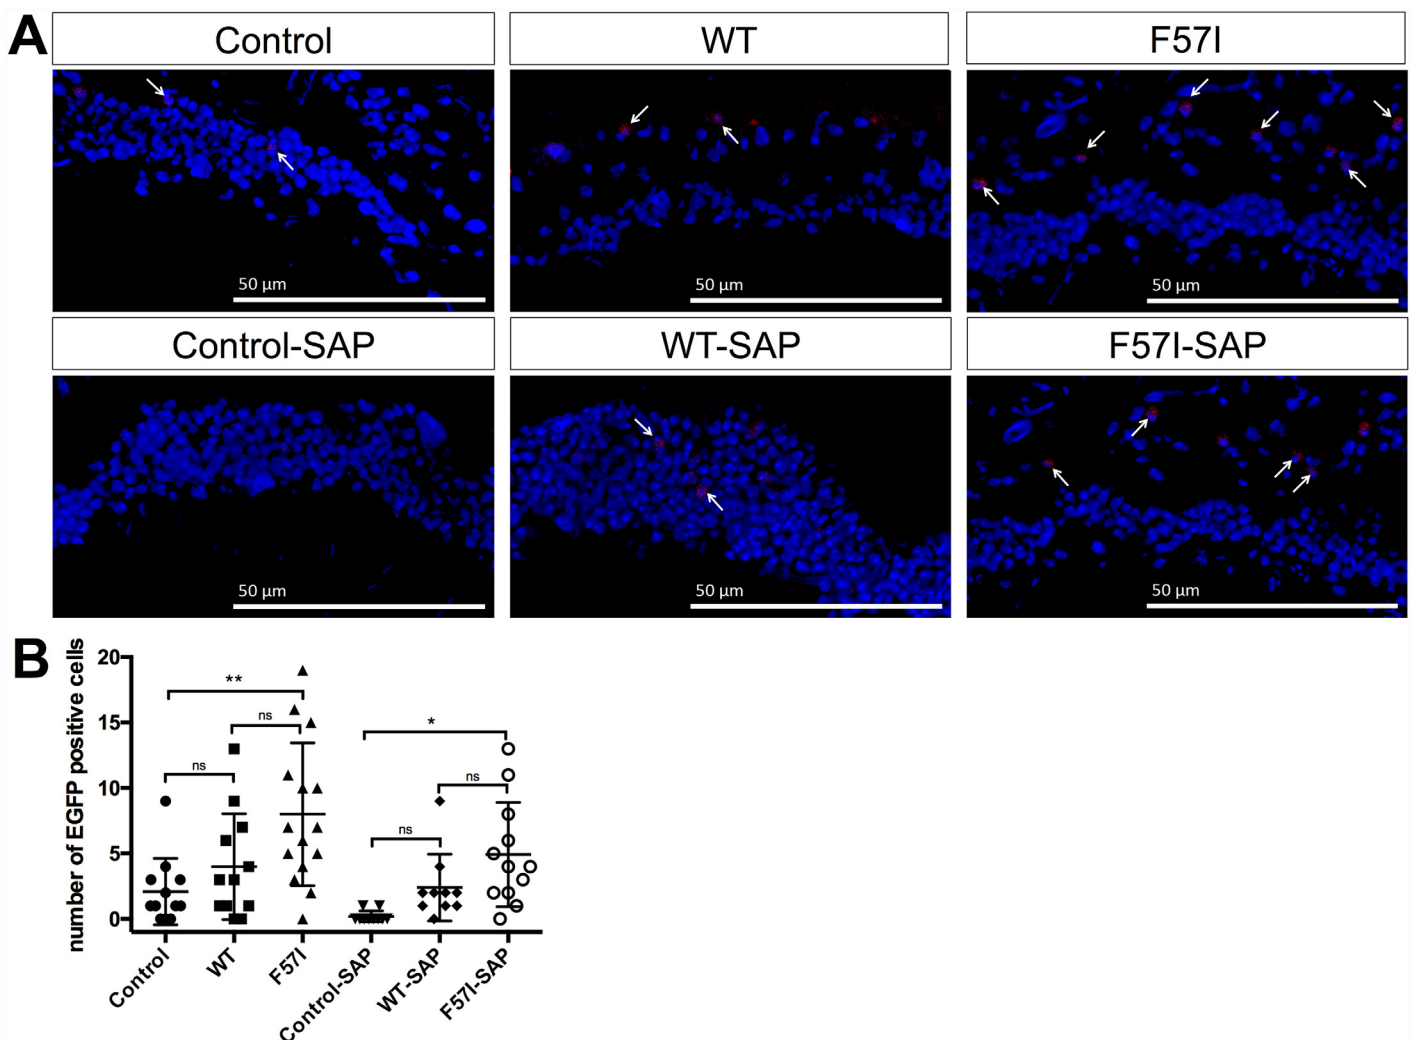 A
Control
WT
F57I
50 µm
50 µm
50 µm
Control-SAP
WT-SAP
F57I-SAP
50 µm
50 µm
50 µm
B
number of EGFP positive cells
20
15
10
5
0
**
ns
ns
*
ns
ns
Control
WT
F57I
Control-SAP
WT-SAP
F57I-SAP